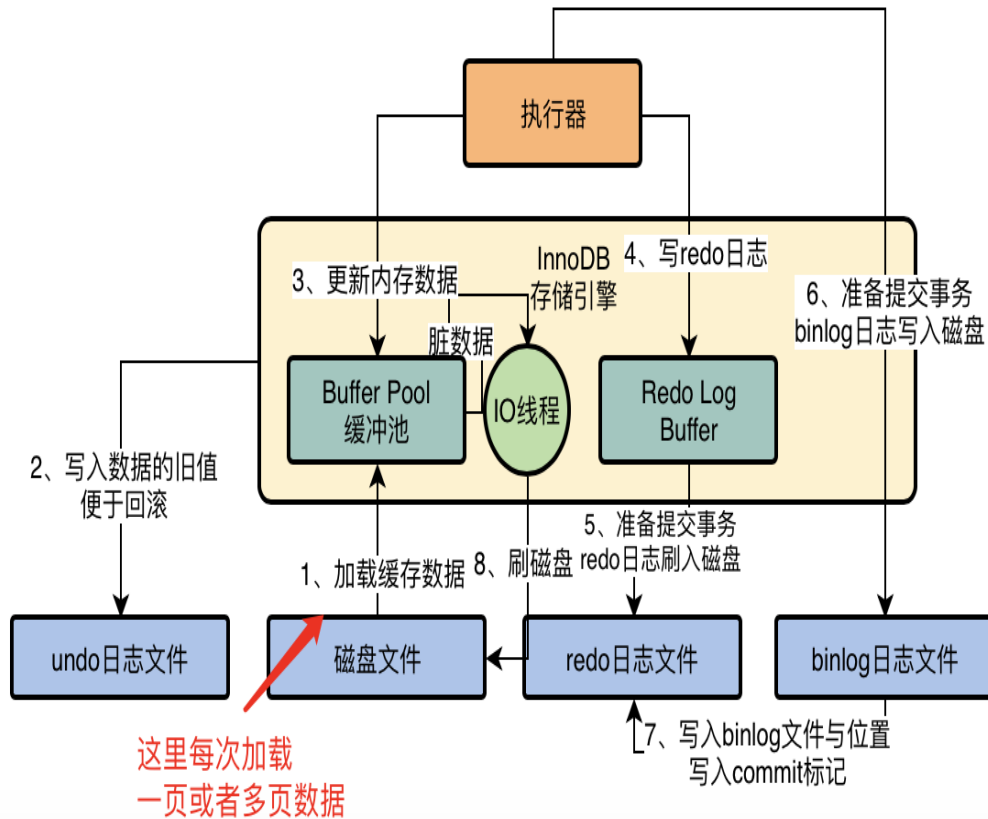 执行器
InnoDB
存储引擎
3、更新内存数据
4、写redo日志
6、准备提交事务
binlog日志写入磁盘
脏数据
Buffer Pool
缓冲池
IO线程
Redo Log
Buffer
2、写入数据的旧值
便于回滚
1、加载缓存数据
8、刷磁盘
5、准备提交事务
redo日志刷入磁盘
undo日志文件
磁盘文件
redo日志文件
binlog日志文件
7、写入binlog文件与位置
写入commit标记
这里每次加载
一页或者多页数据